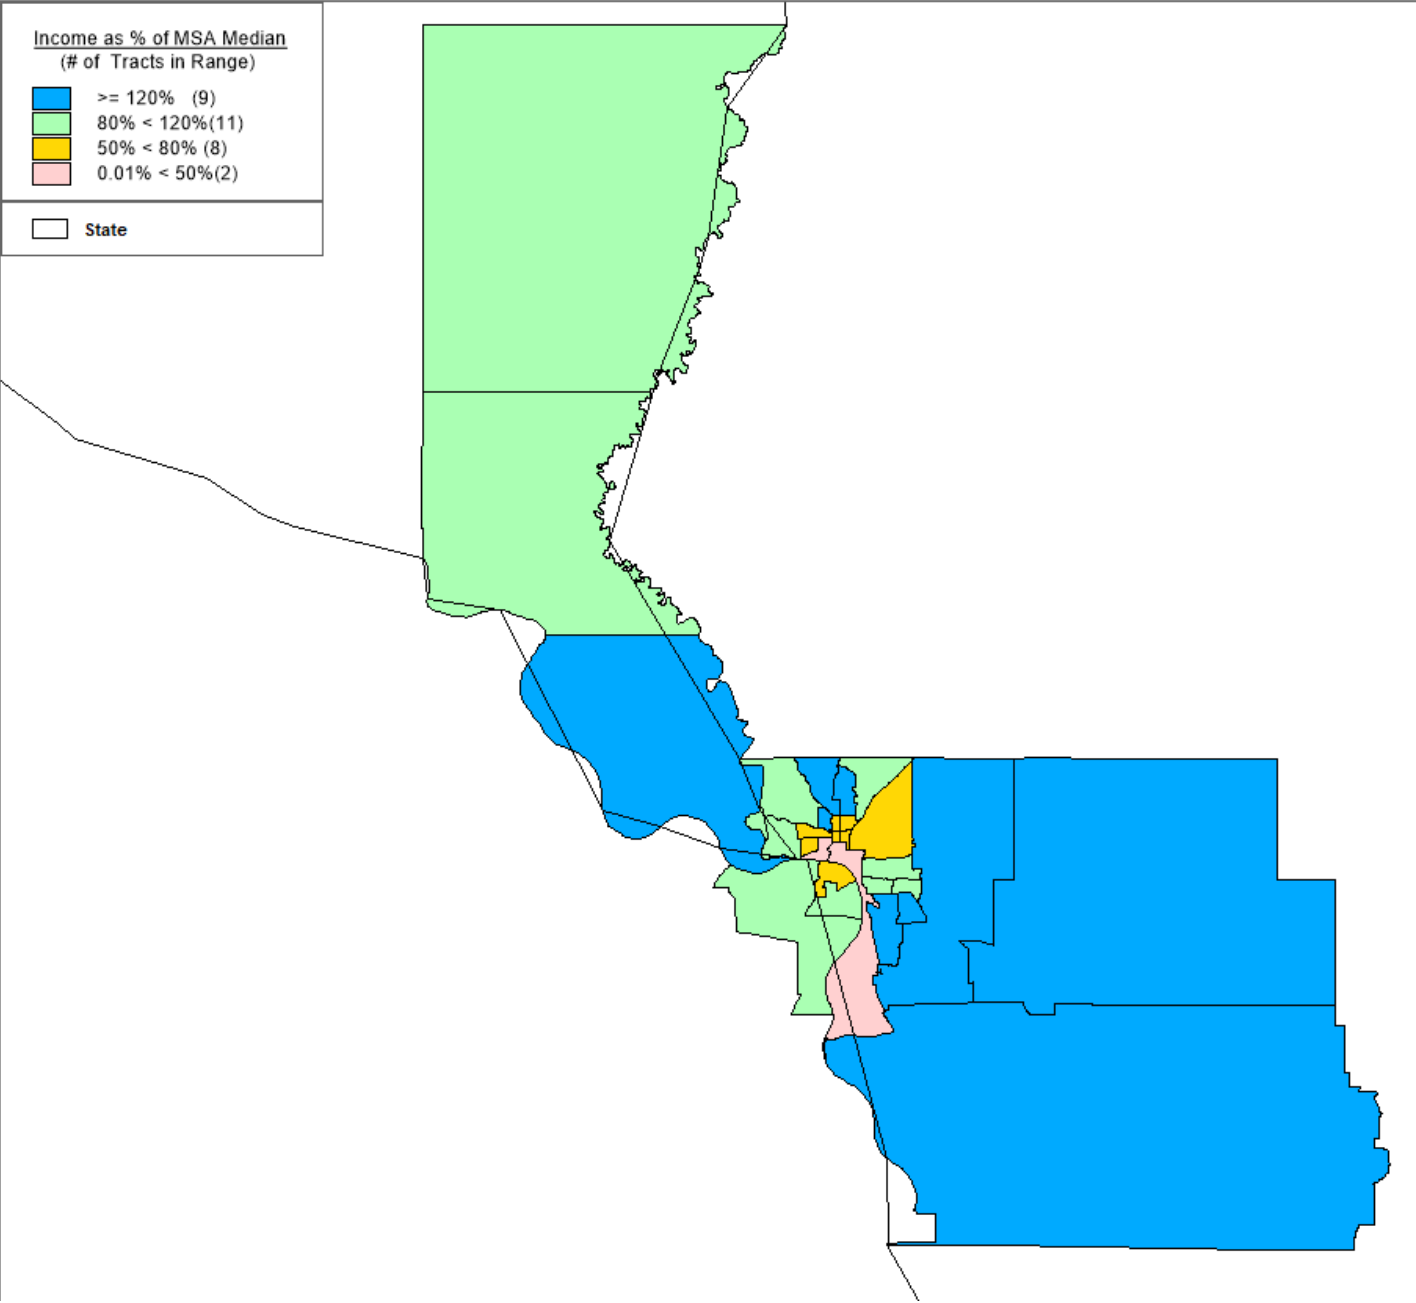 Income as % of MSA Median
(# of Tracts in Range)
>= 120% (9)
80% < 120%(11)
50% < 80% (8)
0.01% < 50%(2)
State